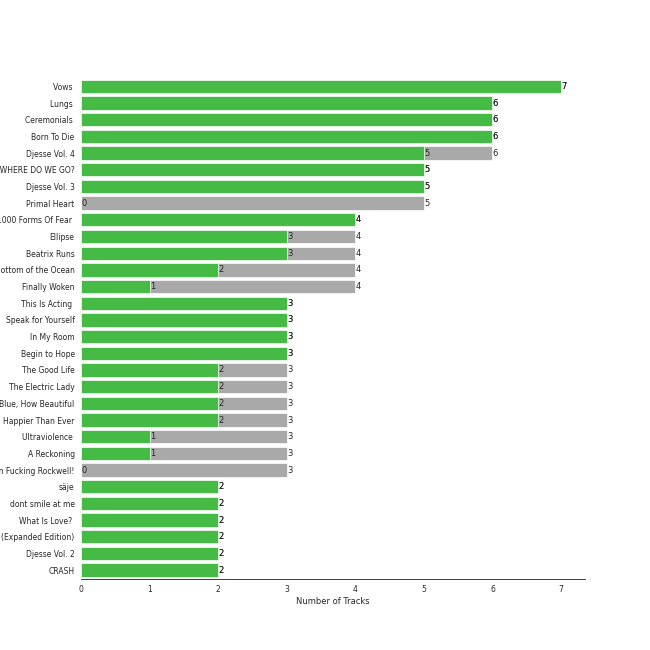 Vows 7
Lungs 6
Ceremonials 6
Born To Die 6
Djesse Vol. 4 5 6
WHERE DO WE GO? 5
Djesse Vol. 3 5
Primal Heart 0 5
000 Forms Of Fear 4
Ellipse 3 4
Beatrix Runs 3 4
ottom of the Ocean 2 4
Finally Woken 1 4
This Is Acting 3
Speak for Yourself 3
In My Room 3
Begin to Hope 3
The Good Life 2 3
The Electric Lady 2 3
Blue, How Beautiful 2 3
Happier Than Ever 2 3
Ultraviolence 1 3
A Reckoning 1 3
n Fucking Rockwell! 0 3
säje 2
dont smile at me 2
What Is Love? 2
(Expanded Edition) 2
Djesse Vol. 2 2
CRASH 2
0 1 2 3 4 5 6 7
Number of Tracks